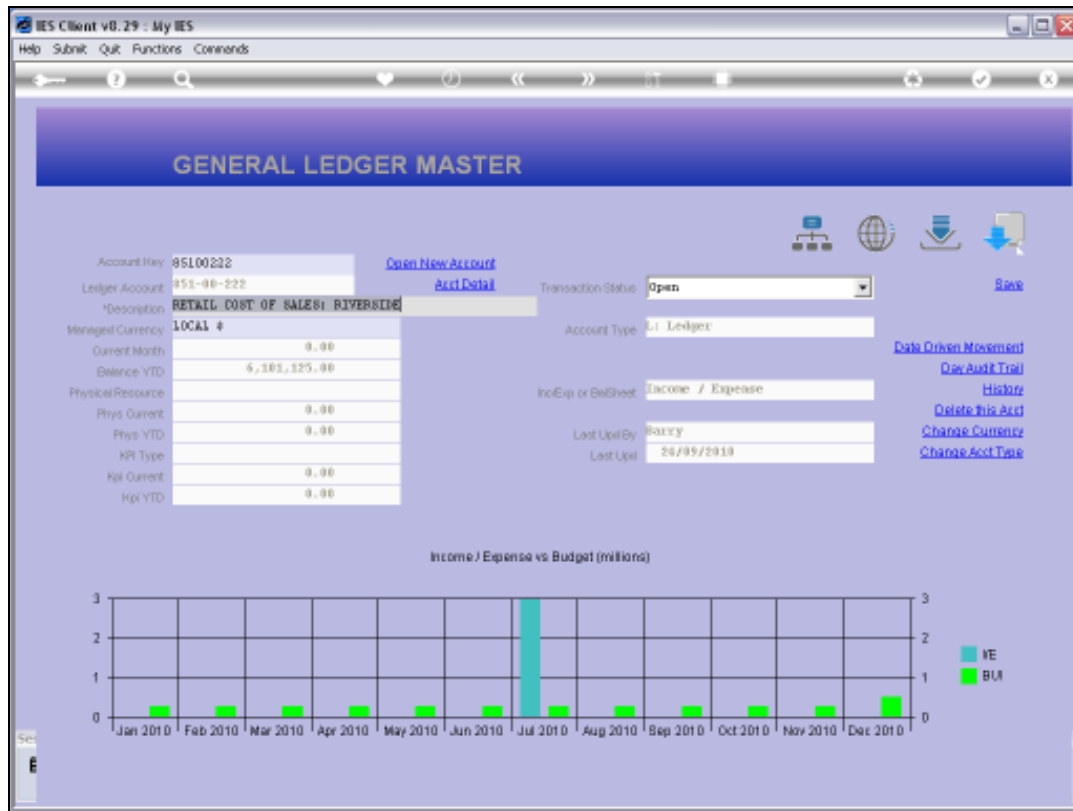 IES Client v8.29 : My IES
Help Submit Quit Functions Commands
GENERAL LEDGER MASTER
Account Key 85100222 Open New Account
Ledger Account 851-00-222 Acct Detail Transaction Status Open Save
*Description RETAIL COST OF SALES: RIVERSIDE
Managed Currency LOCAL # Account Type L: Ledger
Current Month 0.00 Date Driven Movement
Balance YTD 6,101,125.00 Day Audit Trail
Physical Resource Inc/Exp or BalSheet Income / Expense History
Phys Current 0.00 Delete this Acct
Phys YTD 0.00 Last Upd By Barry Change Currency
KPI Type Last Upd 26/09/2010 Change Acct Type
Kpi Current 0.00
Kpi YTD 0.00
Income / Expense vs Budget (millions)
3 3
2 2
I/E
1 1
BUI
0 0
Jan 2010 Feb 2010 Mar 2010 Apr 2010 May 2010 Jun 2010 Jul 2010 Aug 2010 Sep 2010 Oct 2010 Nov 2010 Dec 2010